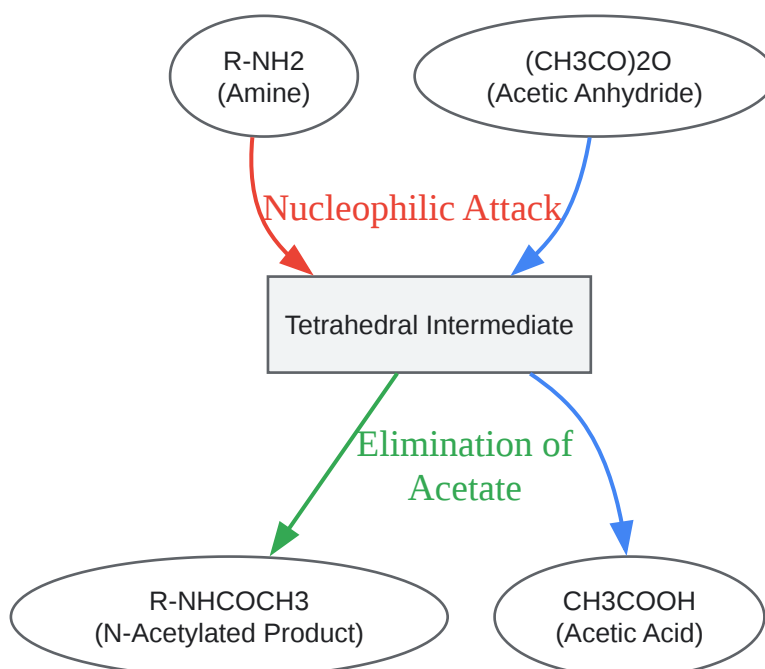 R-NH2
(Amine)
(CH3CO)2O
(Acetic Anhydride)
Nucleophilic Attack
Tetrahedral Intermediate
Elimination of
Acetate
R-NHCOCH3
(N-Acetylated Product)
CH3COOH
(Acetic Acid)